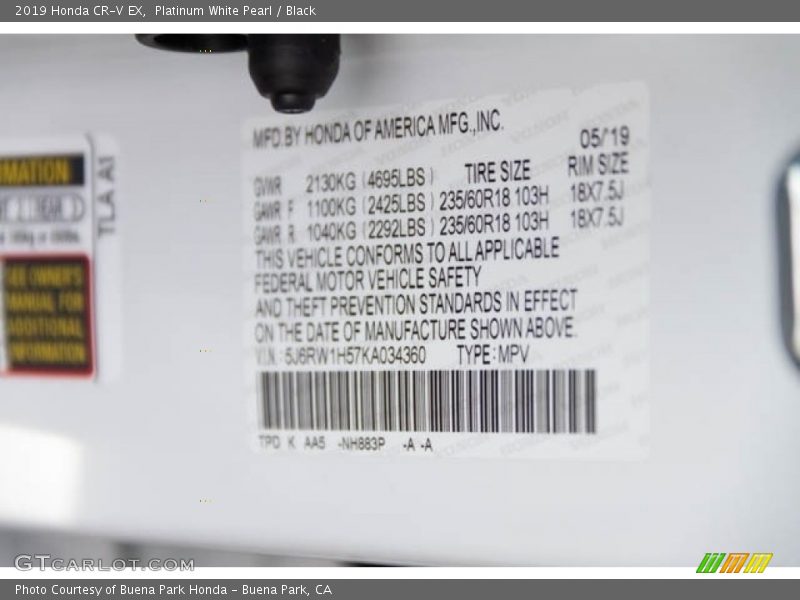 2019 Honda CR-V EX, Platinum White Pearl / Black
MFD.BY HONDA OF AMERICA MFG.,INC.
05/'19
GVWR 2130KG (4695LBS) TIRE SIZE RIM SIZE
GAWR F 1100KG (2425LBS) 235/60R18 103H 18X7.5J
GAWR R 1040KG (2292LBS) 235/60R18 103H 18X7.5J
THIS VEHICLE CONFORMS TO ALL APPLICABLE
FEDERAL MOTOR VEHICLE SAFETY
AND THEFT PREVENTION STANDARDS IN EFFECT
ON THE DATE OF MANUFACTURE SHOWN ABOVE.
V.I.N.: 5J6RW1H57KA034360 TYPE:MPV
TPD K AA5 -NH883P -A -A
TLA A1
OWNER'S
MANUAL FOR
ADDITIONAL
INFORMATION
GTCARLOT.COM
Photo Courtesy of Buena Park Honda - Buena Park, CA